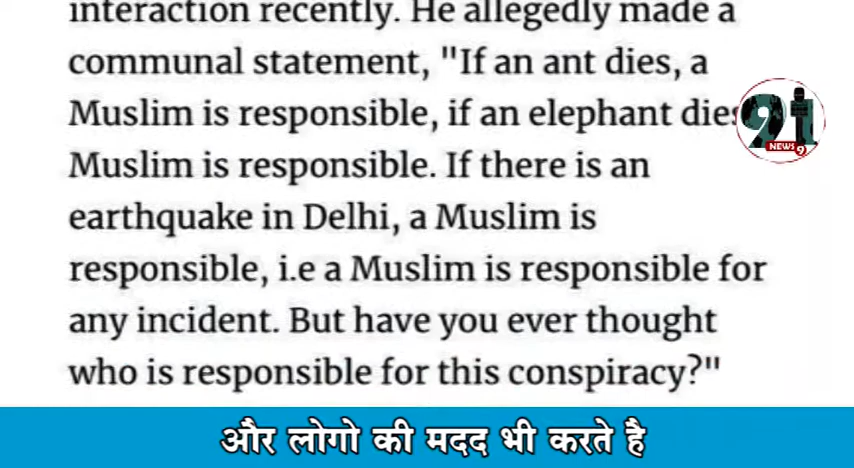 interaction recently. He allegedly made a
communal statement, "If an ant dies, a
Muslim is responsible, if an elephant dies
Muslim is responsible. If there is an
earthquake in Delhi, a Muslim is
responsible, i.e a Muslim is responsible for
any incident. But have you ever thought
who is responsible for this conspiracy?"
91
NEWS 9
और लोगो की मदद भी करते है